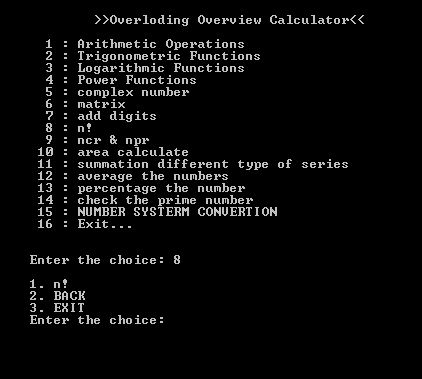 >>Overloding Overview Calculator<<
1 : Arithmetic Operations
2 : Trigonometric Functions
3 : Logarithmic Functions
4 : Power Functions
5 : complex number
6 : matrix
7 : add digits
8 : n!
9 : ncr & npr
10 : area calculate
11 : summation different type of series
12 : average the numbers
13 : percentage the number
14 : check the prime number
15 : NUMBER SYSTERM CONVERTION
16 : Exit...
Enter the choice: 8
1. n!
2. BACK
3. EXIT
Enter the choice: